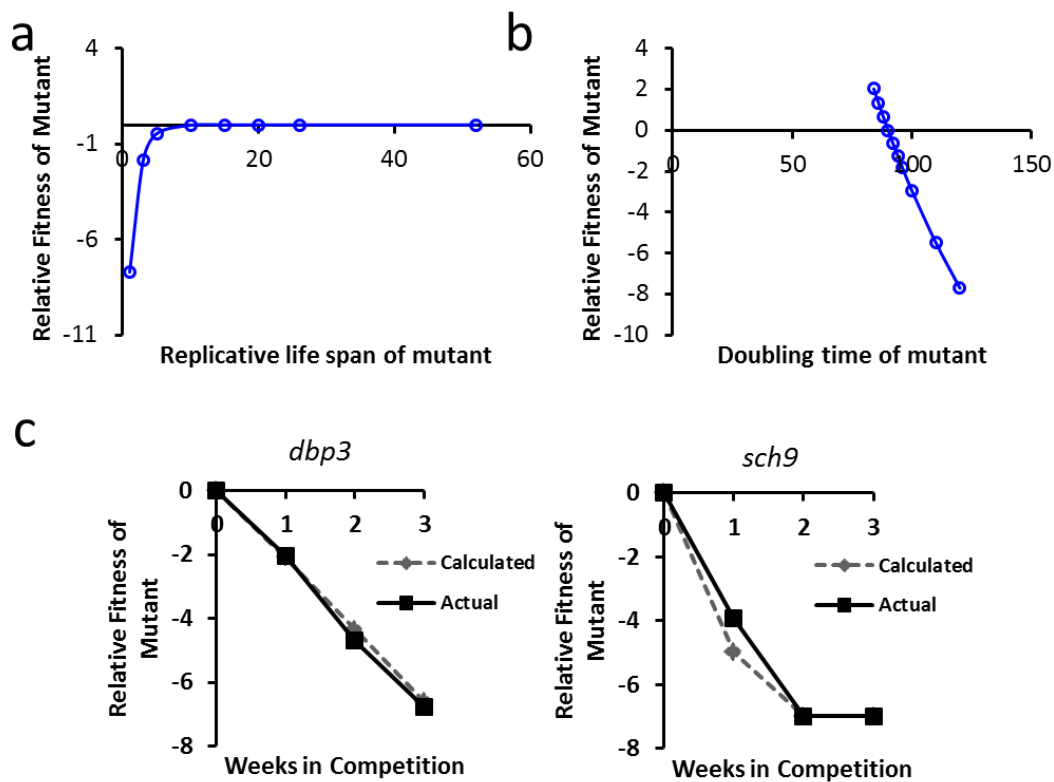 a
Relative Fitness of Mutant
4
-1
-6
-11
0
20
40
60
Replicative life span of mutant
b
Relative Fitness of Mutant
4
2
0
-2
-4
-6
-8
-10
0
50
100
150
Doubling time of mutant
c
dbp3
Relative Fitness of
Mutant
0
-2
-4
-6
-8
0
1
2
3
Calculated
Actual
Weeks in Competition
sch9
Relative Fitness of
Mutant
0
-2
-4
-6
-8
0
1
2
3
Calculated
Actual
Weeks in Competition